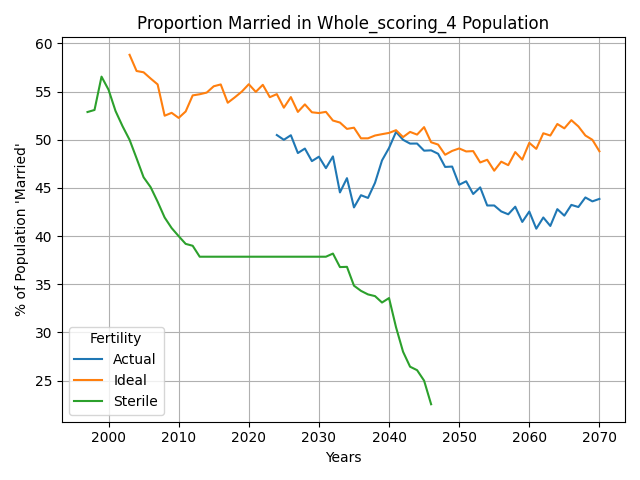 Proportion Married in Whole_scoring_4 Population
% of Population 'Married'
60
55
50
45
40
35
30
25
Fertility
Actual
Ideal
Sterile
2000 2010 2020 2030 2040 2050 2060 2070
Years